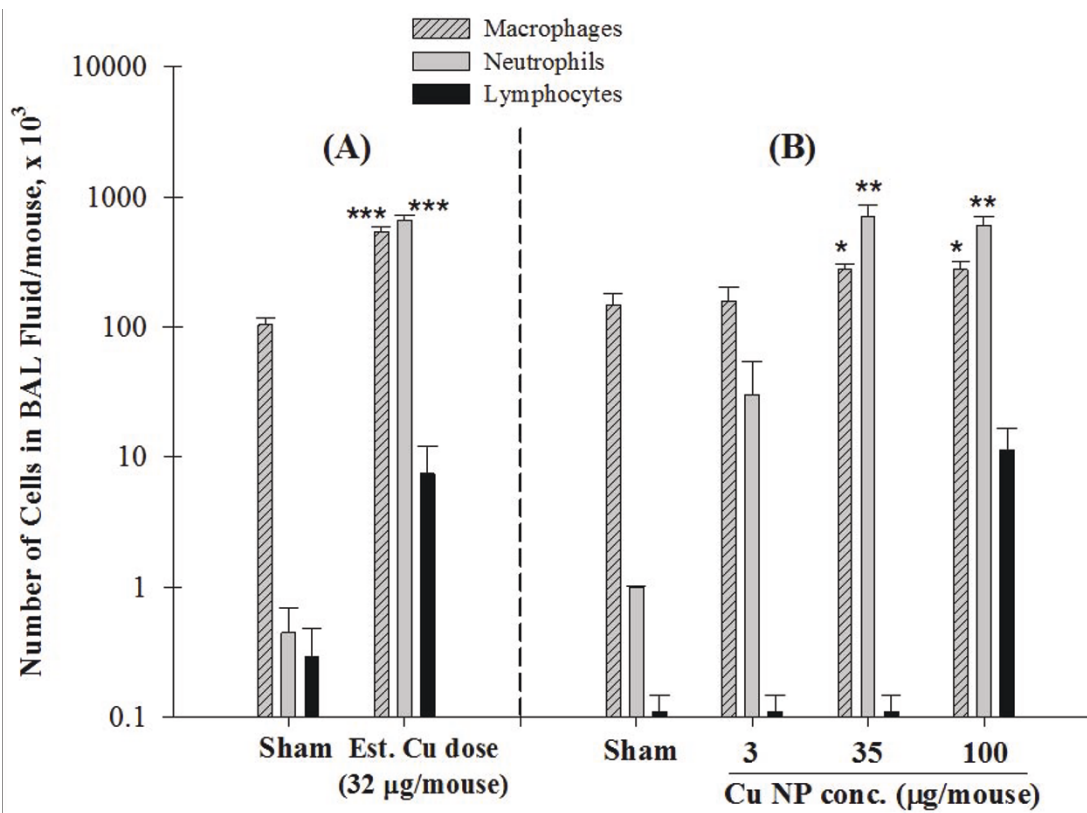 Macrophages
Neutrophils
Lymphocytes
Number of Cells in BAL Fluid/mouse, x 10³
10000
1000
100
10
1
0.1
(A)
(B)
*** ***
* **
* **
Sham
Est. Cu dose
(32 µg/mouse)
Sham
3
35
100
Cu NP conc. (µg/mouse)